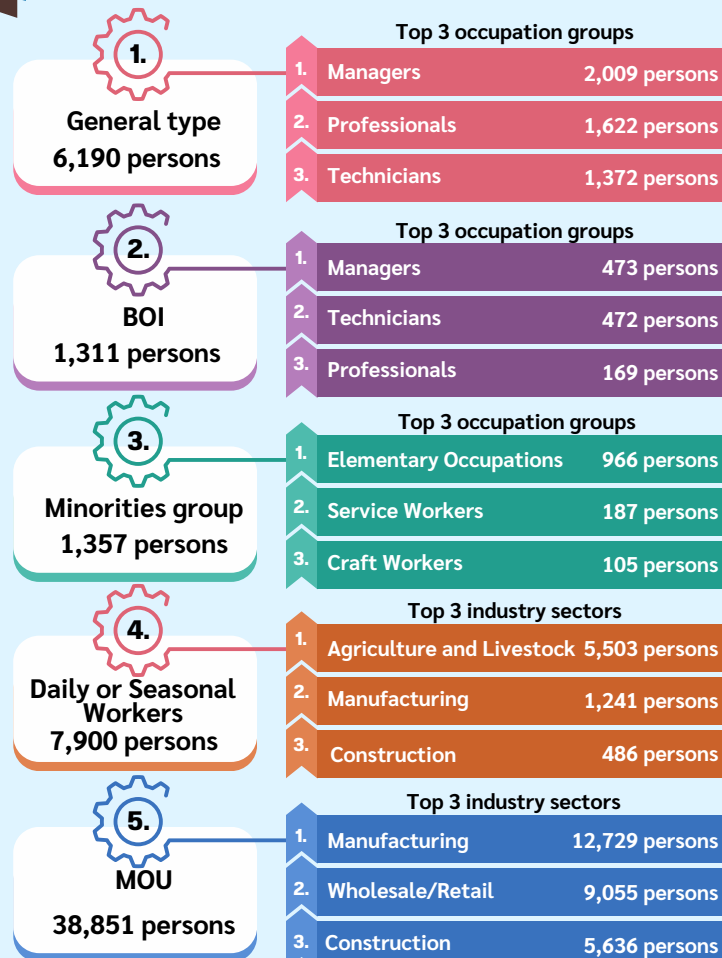 1.
General type
6,190 persons
Top 3 occupation groups
1. Managers 2,009 persons
2. Professionals 1,622 persons
3. Technicians 1,372 persons
2.
BOI
1,311 persons
Top 3 occupation groups
1. Managers 473 persons
2. Technicians 472 persons
3. Professionals 169 persons
3.
Minorities group
1,357 persons
Top 3 occupation groups
1. Elementary Occupations 966 persons
2. Service Workers 187 persons
3. Craft Workers 105 persons
4.
Daily or Seasonal
Workers
7,900 persons
Top 3 industry sectors
1. Agriculture and Livestock 5,503 persons
2. Manufacturing 1,241 persons
3. Construction 486 persons
5.
MOU
38,851 persons
Top 3 industry sectors
1. Manufacturing 12,729 persons
2. Wholesale/Retail 9,055 persons
3. Construction 5,636 persons